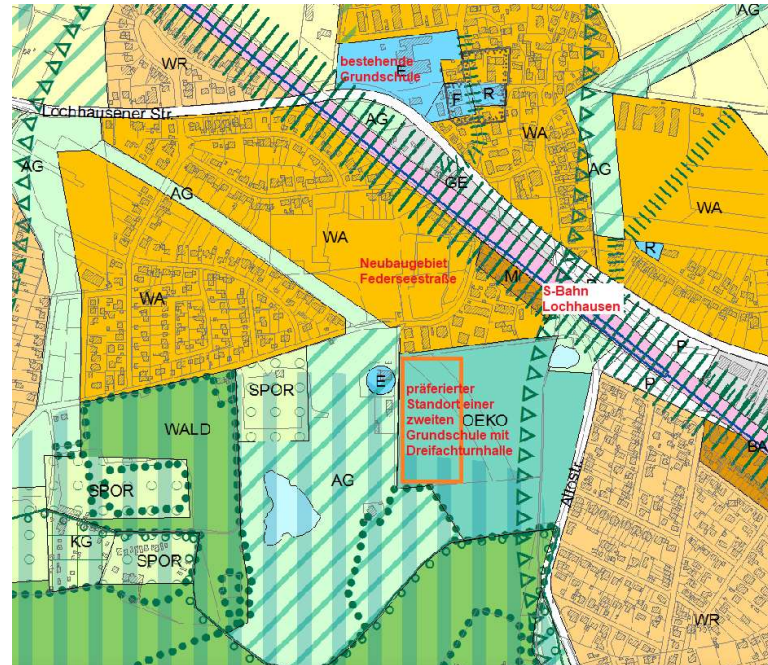 AG
WR
bestehende
E
Grundschule
F
R
Lochhausener Str.
AG
WA
AG
GE
AG
WA
AG
WA
Neubaugebiet
Federseestraße
M
R
WA
S-Bahn
Lochhausen
P
P
E
SPOR
präferierter
Standort einer
zweiten
Grundschule mit
Dreifachturnhalle
OEKO
WALD
AG
SPOR
KG
SPOR
Altostr.
BA
WR